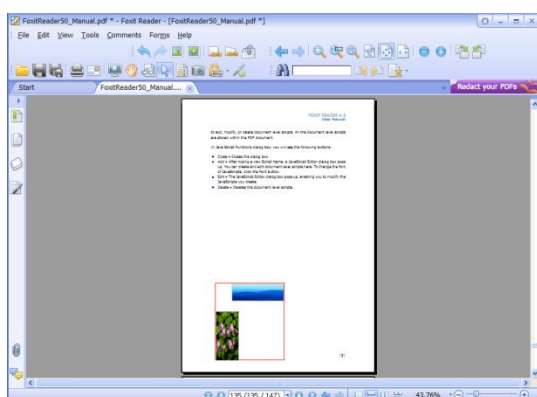 FoxitReader50_Manual.pdf * - Foxit Reader - [FoxitReader50_Manual.pdf *]
File Edit View Tools Comments Forms Help
Start FoxitReader50_Manual.... Redact your PDFs
FOXIT READER
User Manual
to edit, modify, or delete document level scripts. All the document level scripts
are stored within the PDF document.
In Java Script Functions dialog box, you will see the following buttons:
Close – Closes the dialog box.
Add – After typing a new Script Name, a JavaScript Editor dialog box pops
up. You can create and edit document level scripts here. To change the font
of JavaScripts, click the Font button.
Edit – The JavaScript Editor dialog box pops up, enabling you to modify the
JavaScripts you create.
Delete – Deletes the document level scripts.
135 (135 / 147) 43.76%